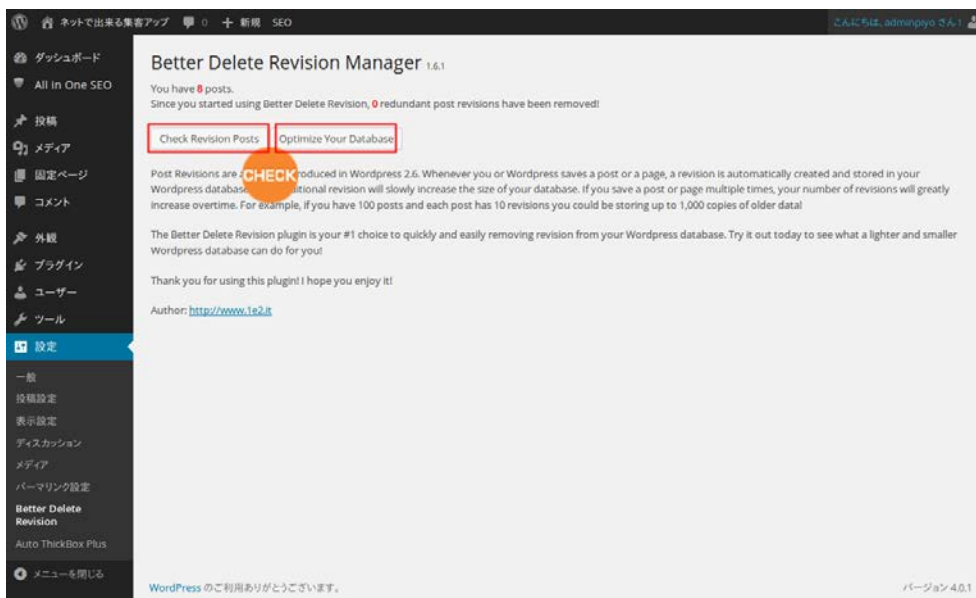 ネットで出来る集客アップ 0 + 新規 SEO こんにちは, adminpiyo さん!
ダッシュボード
All in One SEO
投稿
メディア
固定ページ
コメント
外観
プラグイン
ユーザー
ツール
設定
一般
投稿設定
表示設定
ディスカッション
メディア
パーマリンク設定
Better Delete
Revision
Auto ThickBox Plus
メニューを閉じる
Better Delete Revision Manager 1.6.1
You have 8 posts.
Since you started using Better Delete Revision, 0 redundant post revisions have been removed!
Check Revision Posts Optimize Your Database
CHECK
Post Revisions are roduced in Wordpress 2.6. Whenever you or Wordpress saves a post or a page, a revision is automatically created and stored in your
Wordpress databas itional revision will slowly increase the size of your database. If you save a post or page multiple times, your number of revisions will greatly
increase overtime. For example, if you have 100 posts and each post has 10 revisions you could be storing up to 1,000 copies of older data!
The Better Delete Revision plugin is your #1 choice to quickly and easily removing revision from your Wordpress database. Try it out today to see what a lighter and smaller
Wordpress database can do for you!
Thank you for using this plugin! I hope you enjoy it!
Author: http://www.1e2.it
WordPress のご利用ありがとうございます。 バージョン 4.0.1